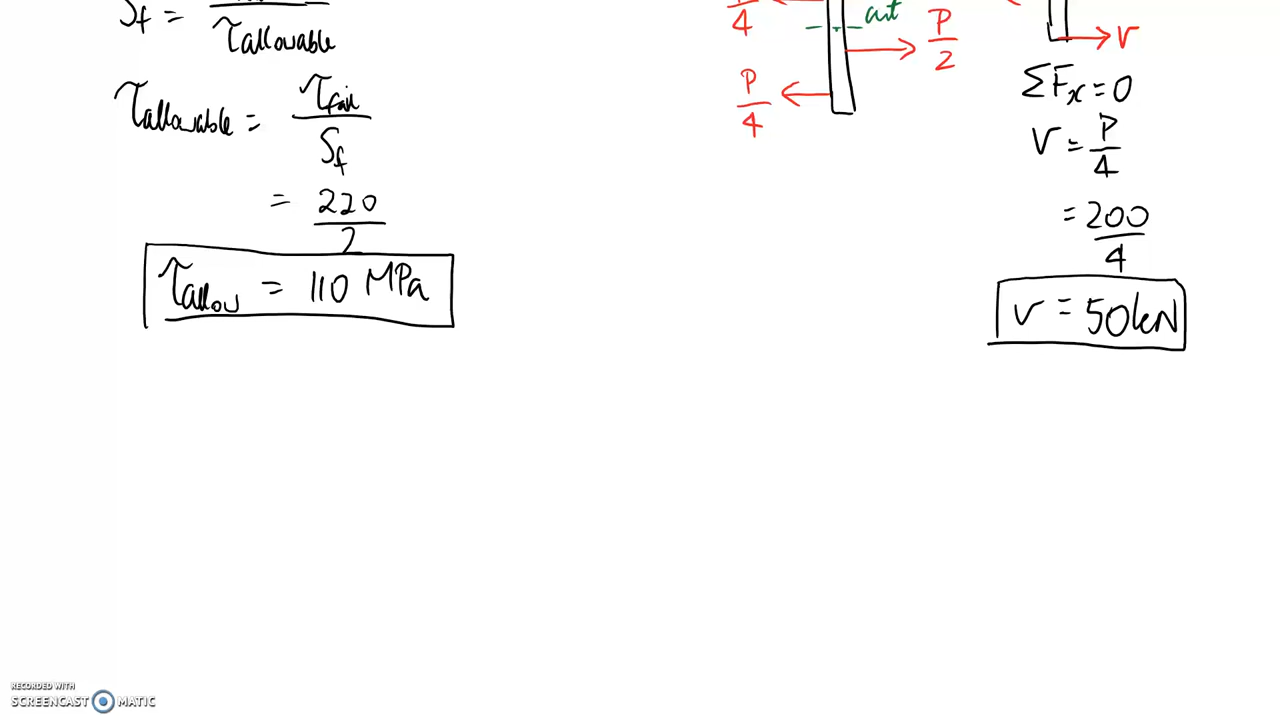 Sf =
τallowable
τallowable = τfail
Sf
= 220
2
τallow = 110 MPa
P
4
cut
P
2
P
4
V
ΣFx = 0
V = P
4
= 200
4
V = 50kN
RECORDED WITH
SCREENCAST MATIC